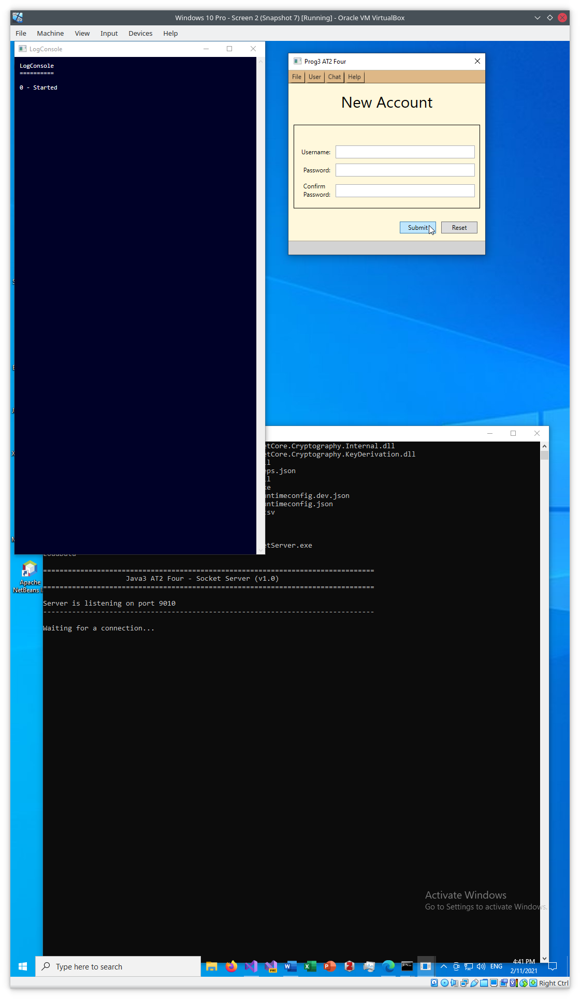 Windows 10 Pro - Screen 2 (Snapshot 7) [Running] - Oracle VM VirtualBox
File Machine View Input Devices Help
LogConsole
LogConsole
==========
0 - Started
Prog3 AT2 Four
File User Chat Help
New Account
Username:
Password:
Confirm
Password:
Submit Reset
etCore.Cryptography.Internal.dll
etCore.Cryptography.KeyDerivation.dll
ll
eps.json
ll
xe
untimeconfig.dev.json
untimeconfig.json
csv
etServer.exe
LoadData
================================================================================
Java3 AT2 Four - Socket Server (v1.0)
================================================================================
Server is listening on port 9010
--------------------------------------------------------------------------------
Waiting for a connection...
Apache
NetBeans I
Activate Windows
Go to Settings to activate Windows.
Type here to search
PRE
ENG
4:41 PM
2/11/2021
Right Ctrl